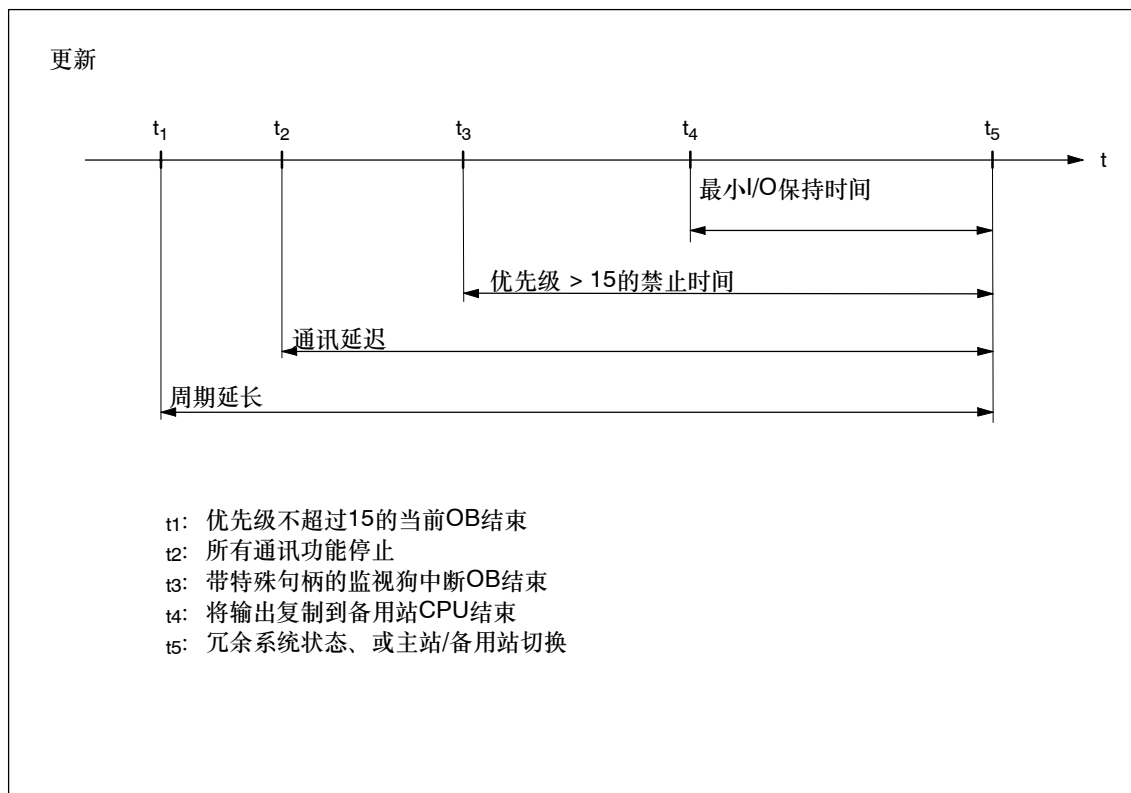 更新
t1 t2 t3 t4 t5
t
最小I/O保持时间
优先级 > 15的禁止时间
通讯延迟
周期延长
t1: 优先级不超过15的当前OB结束
t2: 所有通讯功能停止
t3: 带特殊句柄的监视狗中断OB结束
t4: 将输出复制到备用站CPU结束
t5: 冗余系统状态、或主站/备用站切换